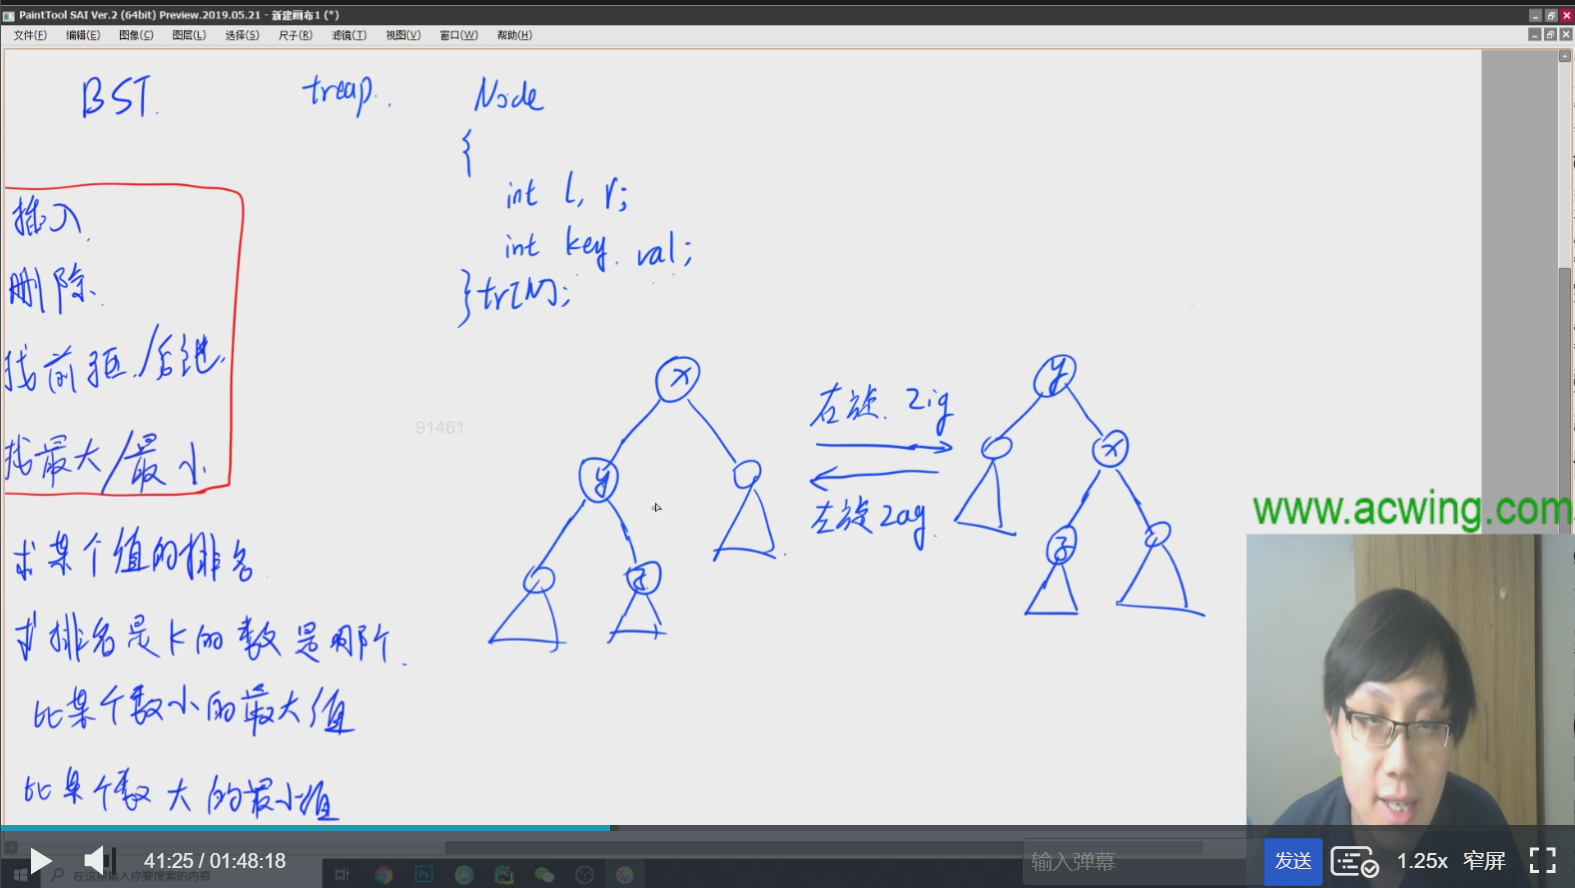 PaintTool SAI Ver.2 (64bit) Preview.2019.05.21 - 新建画布1 (*)
文件(F) 编辑(E) 图像(C) 图层(L) 选择(S) 尺子(R) 滤镜(T) 视图(V) 窗口(W) 帮助(H)
BST. treap. Node
{
int l, r;
int key, val;
} tr[N];
插入
删除
找前驱/后继
找最大/最小
求某个值的排名
求排名是k的数是哪个
比某个数小的最大值
比某个数大的最小值
x
y
z
右旋. zig
左旋 zag
y
x
z
91461
www.acwing.com
41:25 / 01:48:18
输入弹幕
发送
1.25x 窄屏
在这里输入你要搜索的内容